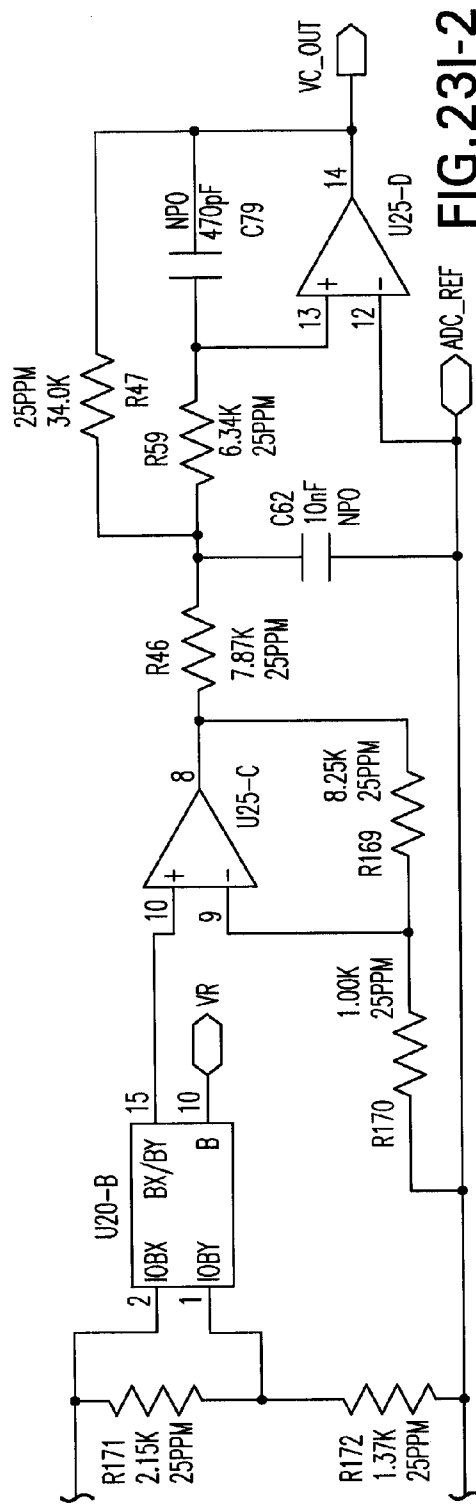 R171
2.15K
25PPM
R172
1.37K
25PPM
U20-B
2
IOBX
BX/BY
15
1
IOBY
B
10
VR
10
+
9
-
8
U25-C
R170
1.00K
25PPM
R169
8.25K
25PPM
R46
7.87K
25PPM
C62
10nF
NPO
R59
6.34K
25PPM
25PPM
34.0K
R47
NPO
470pF
C79
13
+
12
-
14
U25-D
VC_OUT
ADC_REF
FIG.23I-2